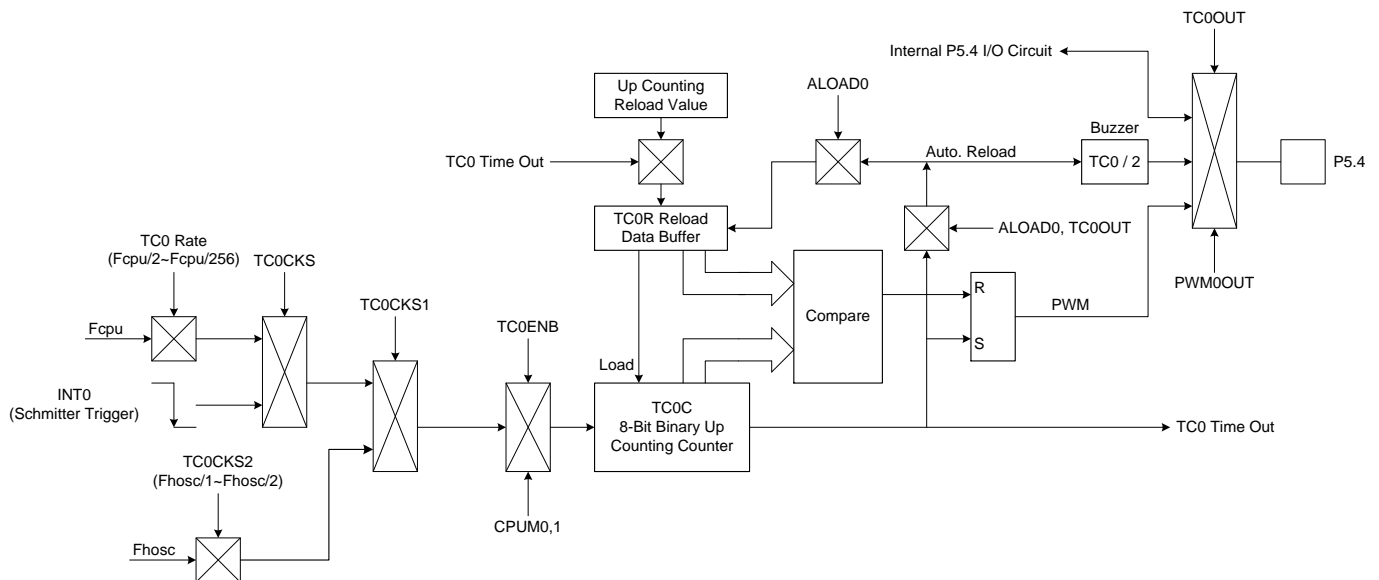 TC0OUT
Internal P5.4 I/O Circuit
Up Counting
Reload Value
ALOAD0
Buzzer
TC0 Time Out
Auto. Reload
TC0 / 2
P5.4
TC0R Reload
Data Buffer
ALOAD0, TC0OUT
TC0 Rate
(Fcpu/2~Fcpu/256)
TC0CKS
PWM0OUT
TC0CKS1
R
PWM
Compare
Fcpu
TC0ENB
S
Load
INT0
(Schmitter Trigger)
TC0C
8-Bit Binary Up
Counting Counter
TC0 Time Out
TC0CKS2
(Fhosc/1~Fhosc/2)
CPUM0,1
Fhosc